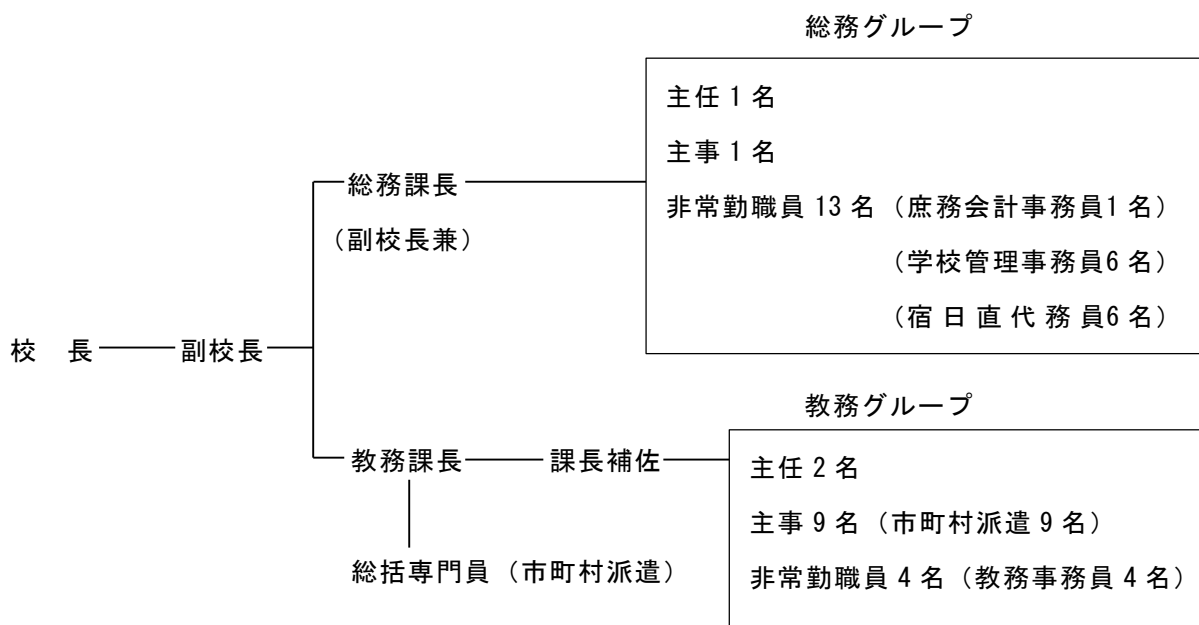 総務グループ
主任 1 名
主事 1 名
非常勤職員 13 名（庶務会計事務員1 名）
（学校管理事務員6 名）
（宿日直代務員6 名）
総務課長
（副校長兼）
校　長
副校長
教務グループ
教務課長
課長補佐
主任 2 名
主事 9 名（市町村派遣 9 名）
非常勤職員 4 名（教務事務員 4 名）
総括専門員（市町村派遣）